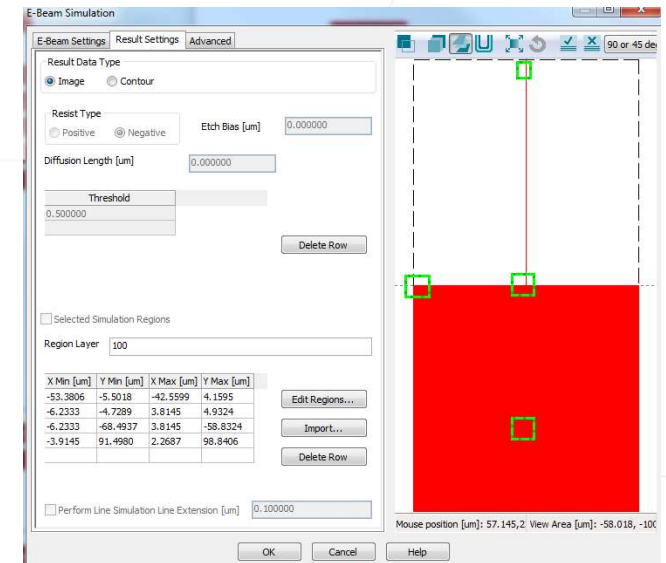 E-Beam Simulation
E-Beam Settings Result Settings Advanced
Result Data Type
Image Contour
Resist Type
Positive Negative
Etch Bias [um] 0.000000
Diffusion Length [um] 0.000000
Threshold
0.500000
Delete Row
Selected Simulation Regions
Region Layer 100
X Min [um] Y Min [um] X Max [um] Y Max [um]
-53.3806 -5.5018 -42.5599 4.1595
-6.2333 -4.7289 3.8145 4.9324
-6.2333 -68.4937 3.8145 -58.8324
-3.9145 91.4980 2.2687 98.8406
Edit Regions...
Import...
Delete Row
Perform Line Simulation Line Extension [um] 0.100000
OK Cancel Help
90 or 45 de
Mouse position [um]: 57.145,2 View Area [um]: -58.018, -100